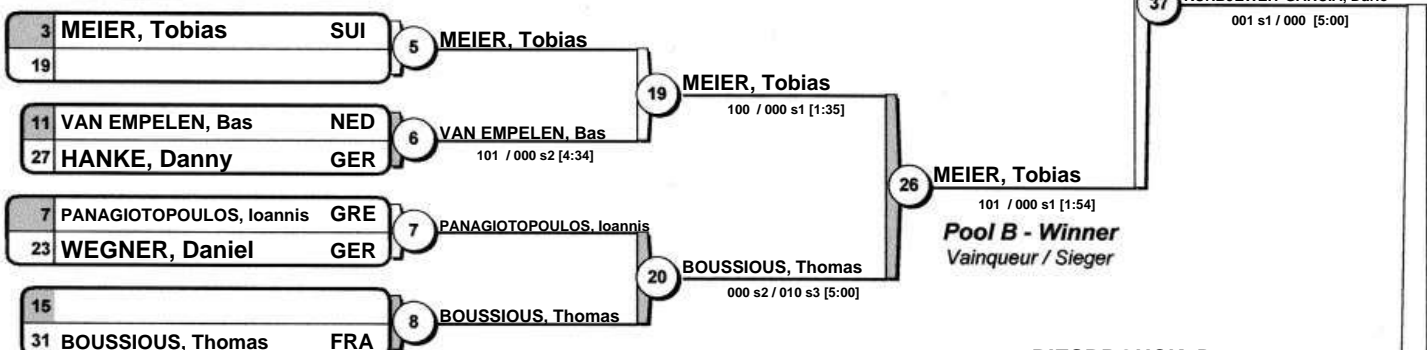 37
001 s1 / 000 [5:00]
3 MEIER, Tobias SUI
19
5 MEIER, Tobias
11 VAN EMPELEN, Bas NED
27 HANKE, Danny GER
6 VAN EMPELEN, Bas
101 / 000 s2 [4:34]
19 MEIER, Tobias
100 / 000 s1 [1:35]
7 PANAGIOTOPOULOS, Ioannis GRE
23 WEGNER, Daniel GER
7 PANAGIOTOPOULOS, Ioannis
15
31 BOUSSIOUS, Thomas FRA
8 BOUSSIOUS, Thomas
20 BOUSSIOUS, Thomas
000 s2 / 010 s3 [5:00]
26 MEIER, Tobias
101 / 000 s1 [1:54]
Pool B - Winner
Vainqueur / Sieger